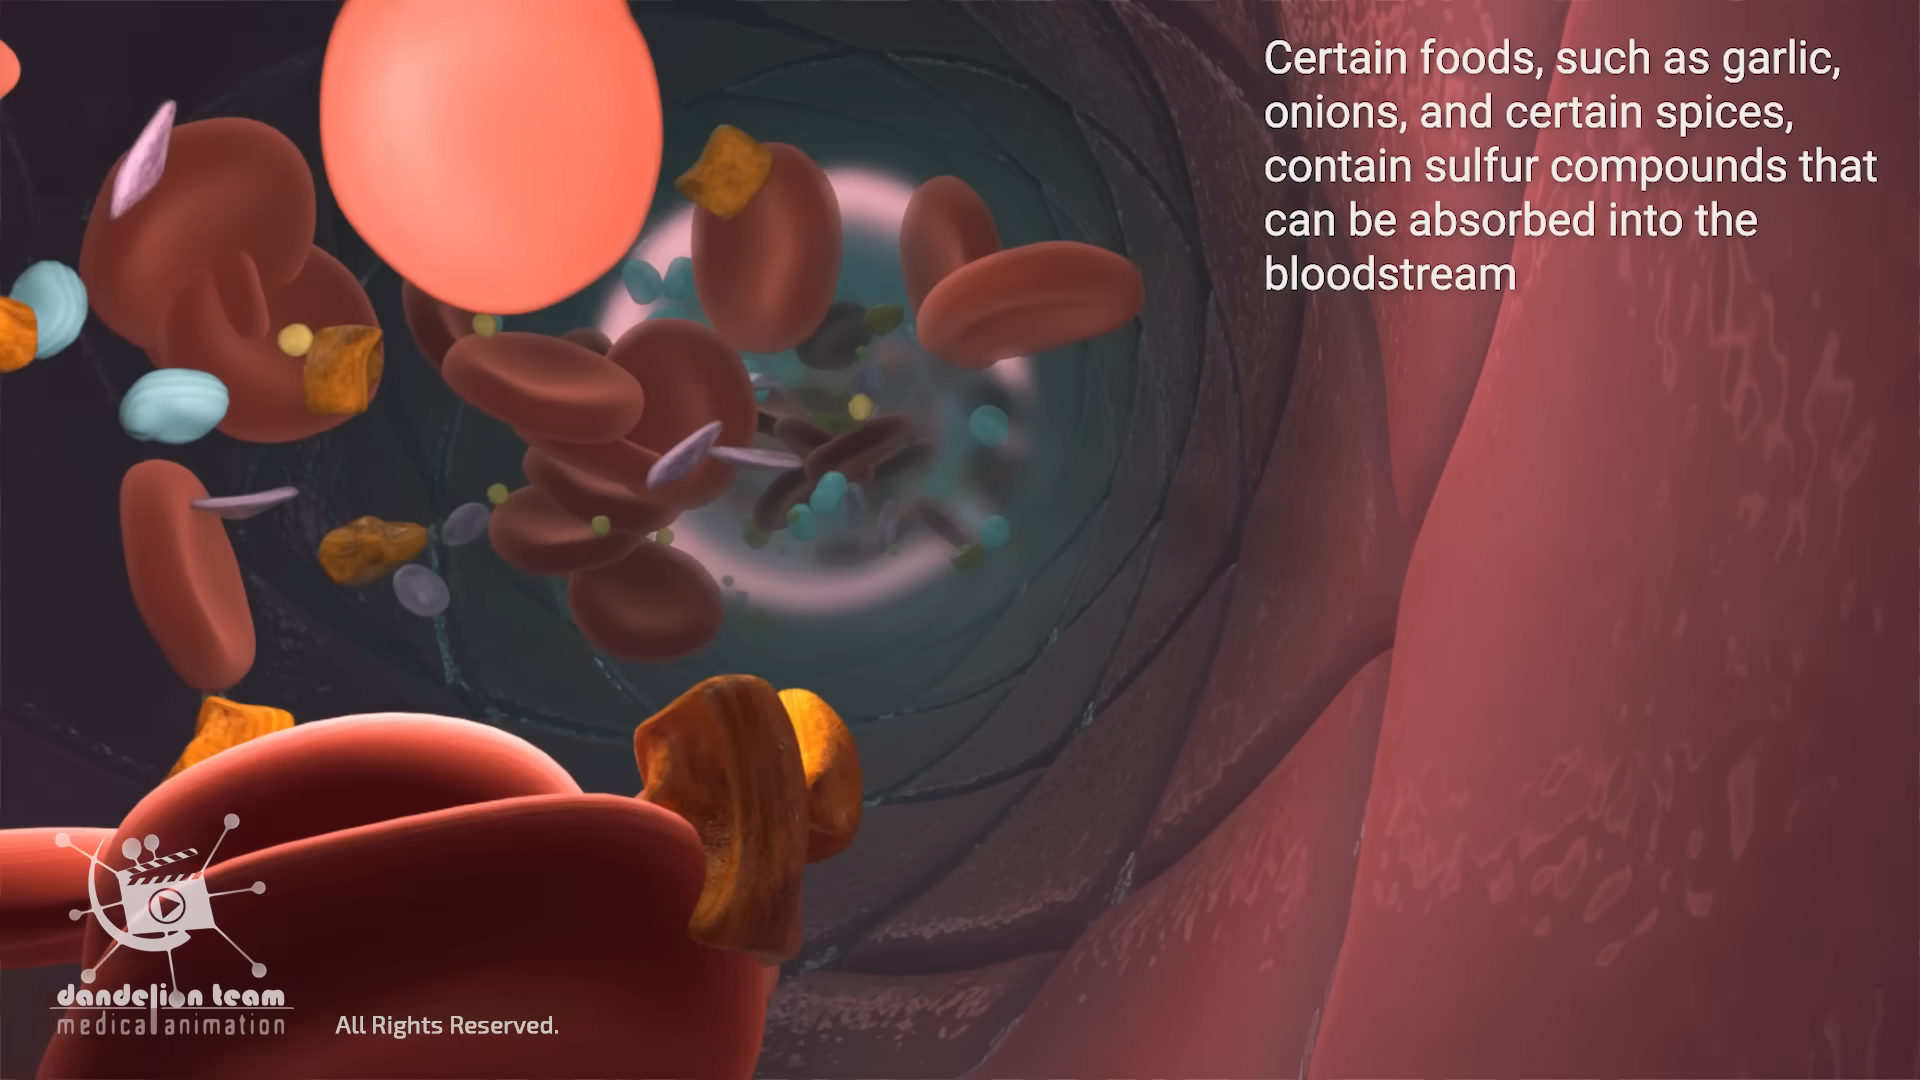 Certain foods, such as garlic,
onions, and certain spices,
contain sulfur compounds that
can be absorbed into the
bloodstream
dandelion team
medical animation
All Rights Reserved.